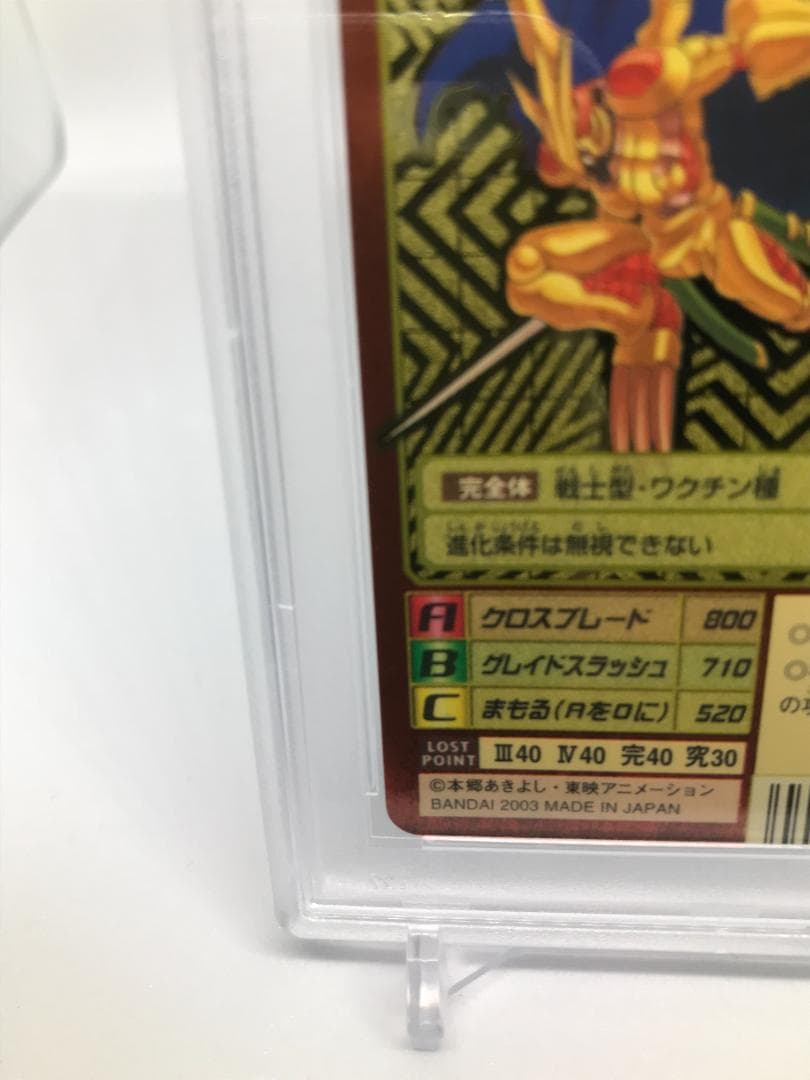 完全体 戦士型・ワクチン種
進化条件は無視できない
A クロスブレード 800
B グレイドスラッシュ 710
C まもる(Aを0に) 520
LOST POINT Ⅲ40 Ⅳ40 完40 究30
©本郷あきよし・東映アニメーション
BANDAI 2003 MADE IN JAPAN
◎
◎
の攻